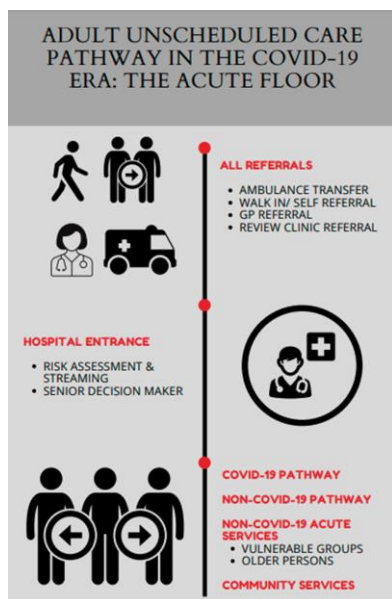 ADULT UNSCHEDULED CARE
PATHWAY IN THE COVID-19
ERA: THE ACUTE FLOOR
ALL REFERRALS
• AMBULANCE TRANSFER
• WALK IN/ SELF REFERRAL
• GP REFERRAL
• REVIEW CLINIC REFERRAL
HOSPITAL ENTRANCE
• RISK ASSESSMENT &
STREAMING
• SENIOR DECISION MAKER
COVID-19 PATHWAY
NON-COVID-19 PATHWAY
NON-COVID-19 ACUTE
SERVICES
• VULNERABLE GROUPS
• OLDER PERSONS
COMMUNITY SERVICES